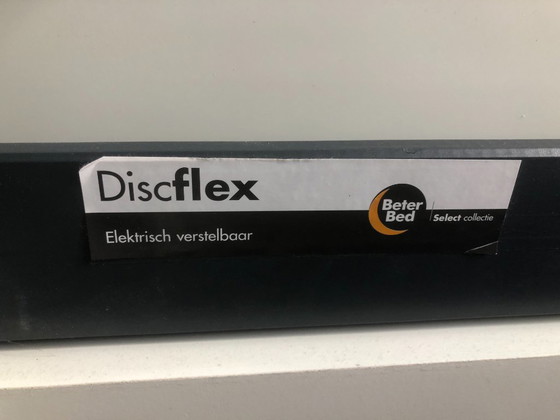 Discflex
Elektrisch verstelbaar
Beter
Bed
Select collectie